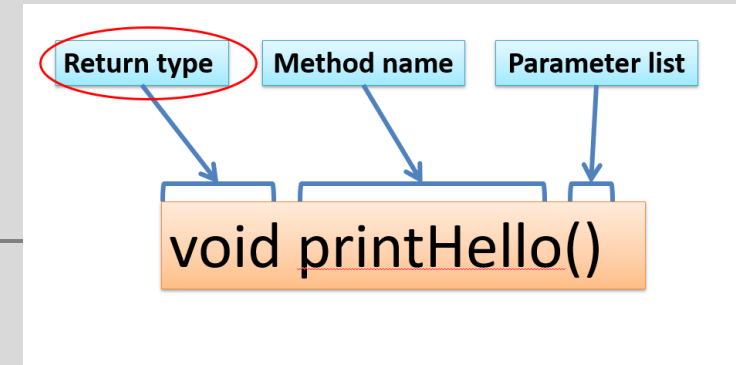 Return type Method name Parameter list
void printHello()